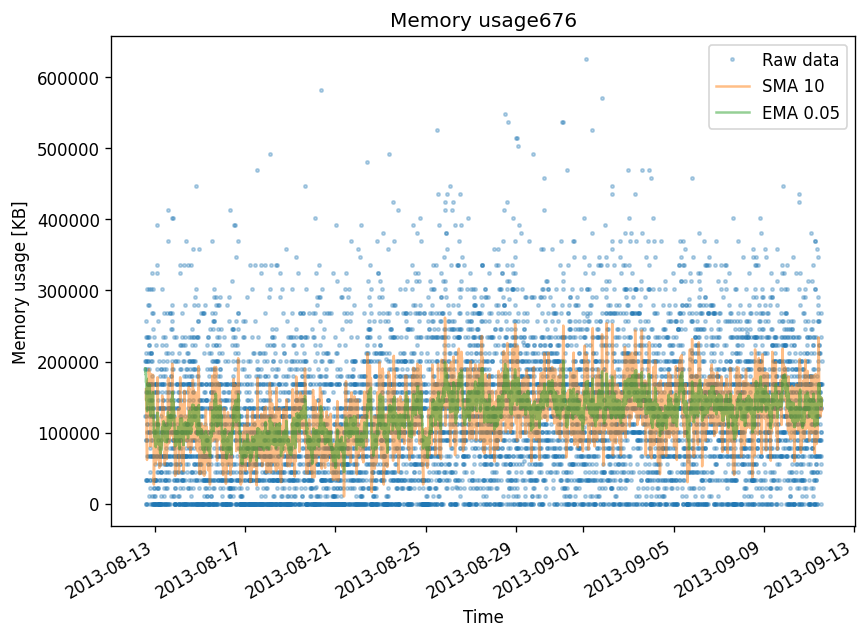 Memory usage676
Raw data
SMA 10
EMA 0.05
Memory usage [KB]
600000
500000
400000
300000
200000
100000
0
2013-08-13
2013-08-17
2013-08-21
2013-08-25
2013-08-29
2013-09-01
2013-09-05
2013-09-09
2013-09-13
Time